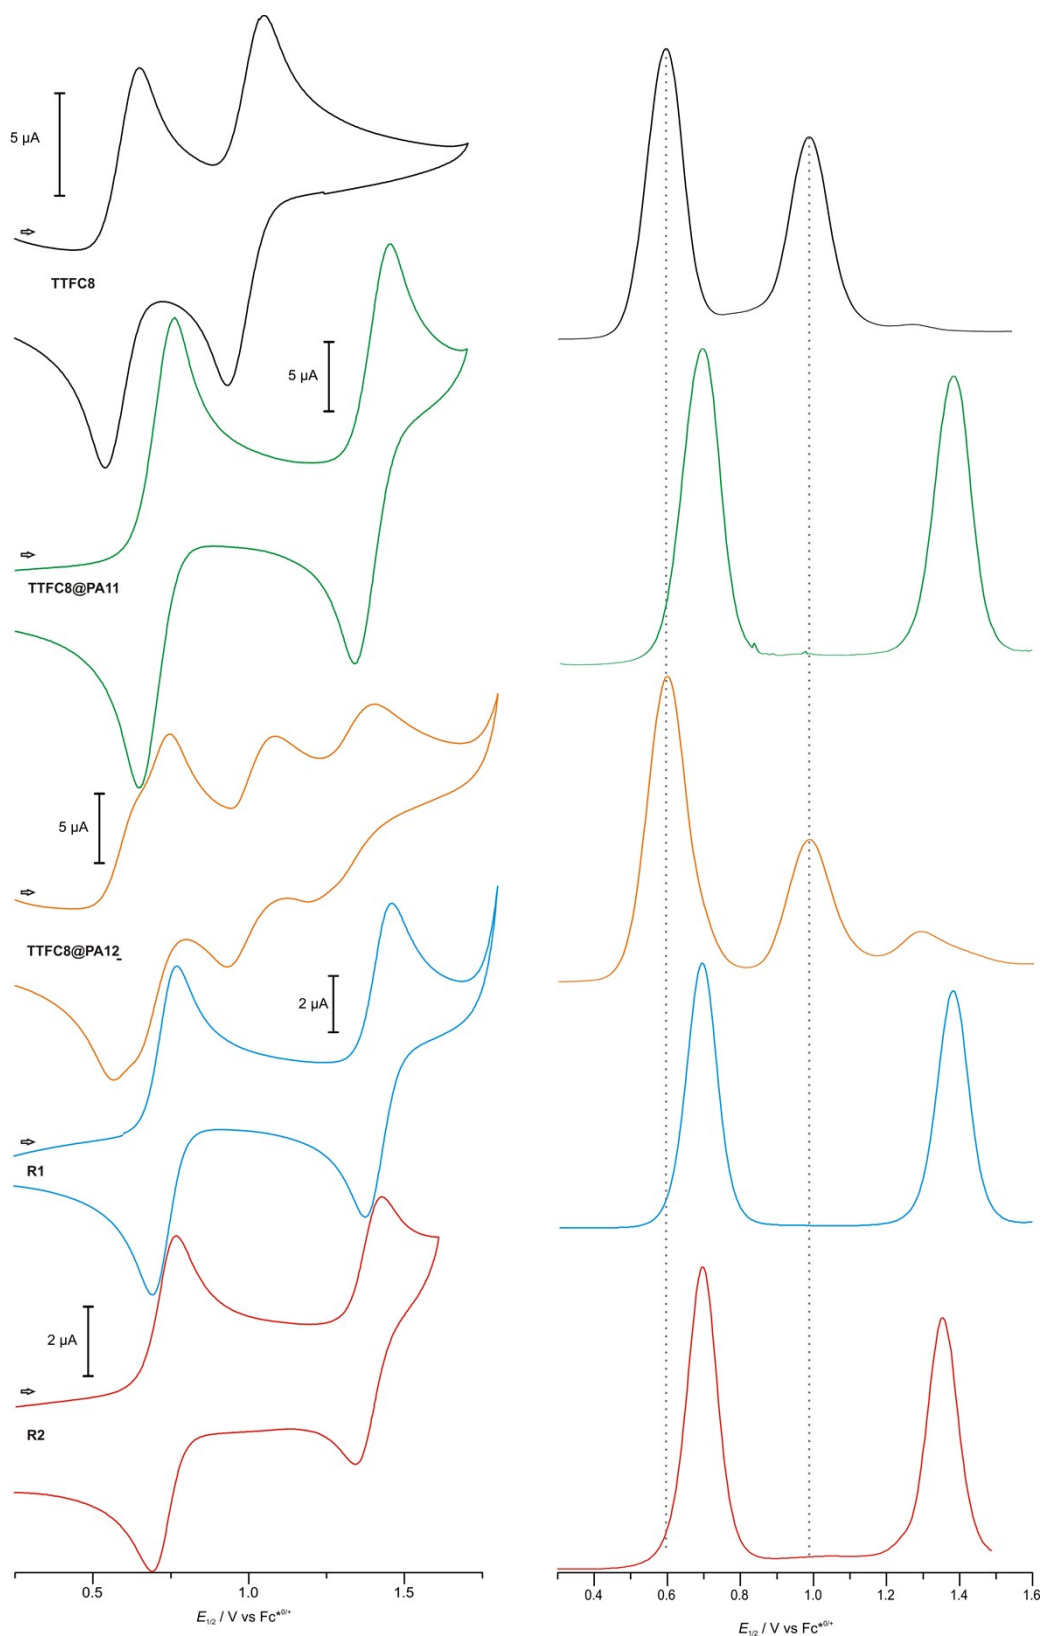 5 µA
TTFC8
5 µA
TTFC8@PA11
5 µA
TTFC8@PA12
2 µA
R1
2 µA
R2
0.5 1.0 1.5
E1/2 / V vs Fc*0/+
0.4 0.6 0.8 1.0 1.2 1.4 1.6
E1/2 / V vs Fc*0/+